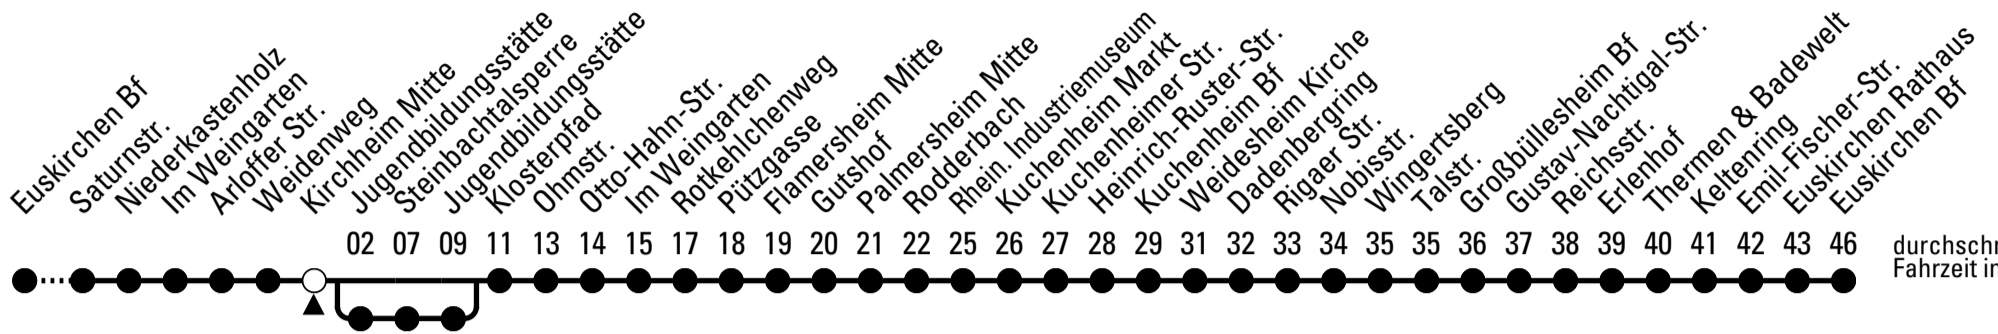 Euskirchen Bf
Saturnstr.
Niederkastenholz
Im Weingarten
Arloffer Str.
Weidenweg
Kirchheim Mitte
Jugendbildungsstätte
Steinbachtalsperre
Jugendbildungsstätte
Klosterpfad
Ohmstr.
Otto-Hahn-Str.
Im Weingarten
Rotkehlchenweg
Pützgasse
Flamersheim Mitte
Gutshof
Palmersheim Mitte
Rodderbach
Rhein. Industriemuseum
Kuchenheim Markt
Kuchenheimer Str.
Heinrich-Ruster-Str.
Kuchenheim Bf
Weidesheim Kirche
Dadenbergring
Rigaer Str.
Nobisstr.
Wingertsberg
Talstr.
Großbüllesheim Bf
Gustav-Nachtigal-Str.
Reichsstr.
Erlenhof
Thermen & Badewelt
Keltenring
Emil-Fischer-Str.
Euskirchen Rathaus
Euskirchen Bf
02 07 09 11 13 14 15 17 18 19 20 21 22 25 26 27 28 29 31 32 33 34 35 35 36 37 38 39 40 41 42 43 46
durchschn
Fahrzeit in